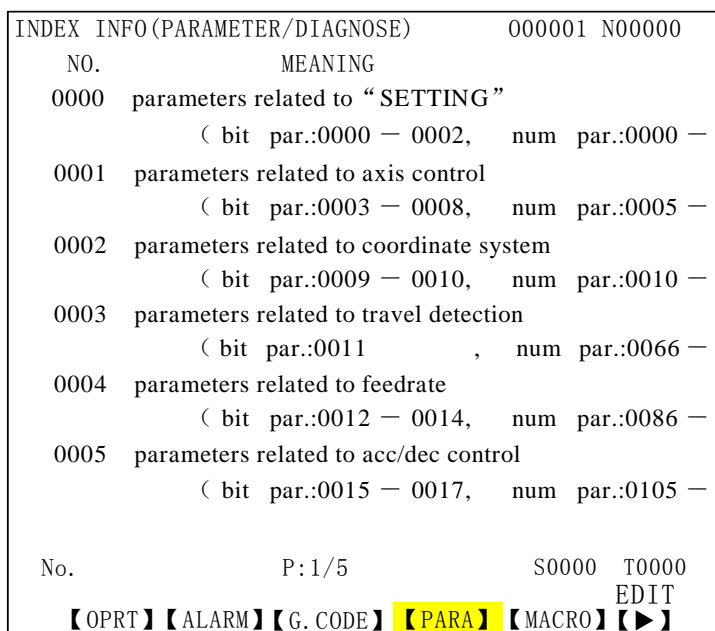 INDEX INFO(PARAMETER/DIAGNOSE) O00001 N00000
NO. MEANING
0000 parameters related to “SETTING”
( bit par.:0000 － 0002, num par.:0000 －
0001 parameters related to axis control
( bit par.:0003 － 0008, num par.:0005 －
0002 parameters related to coordinate system
( bit par.:0009 － 0010, num par.:0010 －
0003 parameters related to travel detection
( bit par.:0011 , num par.:0066 －
0004 parameters related to feedrate
( bit par.:0012 － 0014, num par.:0086 －
0005 parameters related to acc/dec control
( bit par.:0015 － 0017, num par.:0105 －
No. P:1/5 S0000 T0000
EDIT
【OPRT】【ALARM】【G.CODE】【PARA】【MACRO】【▶】